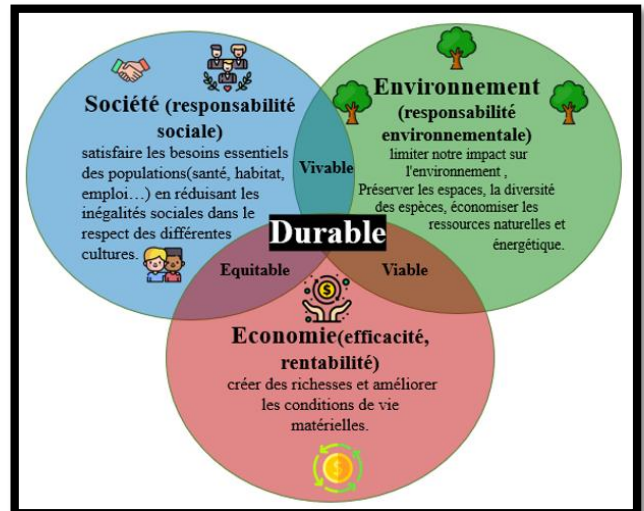 Société (responsabilité
sociale)
satisfaire les besoins essentiels
des populations(santé, habitat,
emploi…) en réduisant les
inégalités sociales dans le
respect des différentes
cultures.
Environnement
(responsabilité
environnementale)
limiter notre impact sur
l'environnement ,
Préserver les espaces, la diversité
des espèces, économiser les
ressources naturelles et
énergétique.
Vivable
Durable
Equitable
Viable
Economie(efficacité,
rentabilité)
créer des richesses et améliorer
les conditions de vie
matérielles.